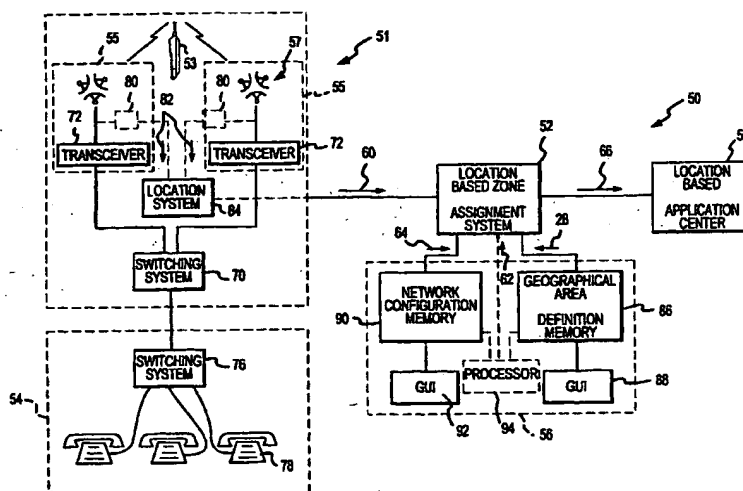 55
53
57
51
55
80
82
80
72
72
TRANSCEIVER
TRANSCEIVER
LOCATION
SYSTEM
84
60
52
50
LOCATION
BASED ZONE
ASSIGNMENT
SYSTEM
66
LOCATION
BASED
APPLICATION
CENTER
64
62
28
SWITCHING
SYSTEM
70
90
NETWORK
CONFIGURATION
MEMORY
GEOGRAPHICAL
AREA
DEFINITION
MEMORY
86
PROCESSOR
GUI
GUI
88
92
94
56
54
SWITCHING
SYSTEM
76
78